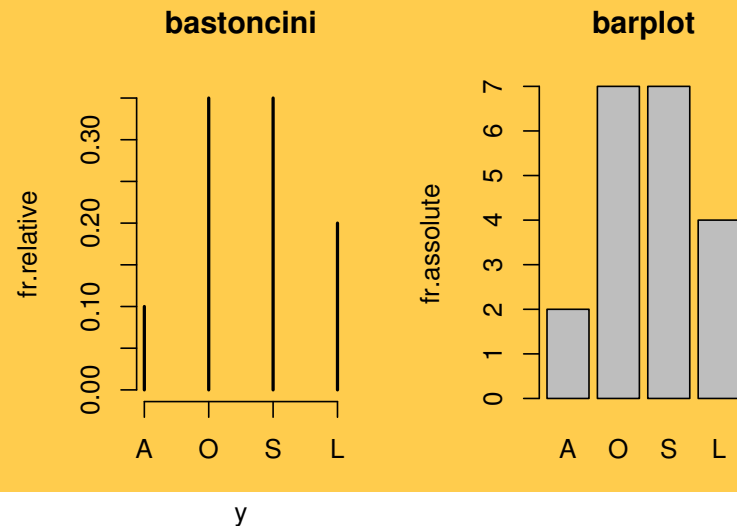 bastoncini
fr.relative
0.00
0.10
0.20
0.30
A O S L
y
barplot
fr.assolute
0
1
2
3
4
5
6
7
A O S L